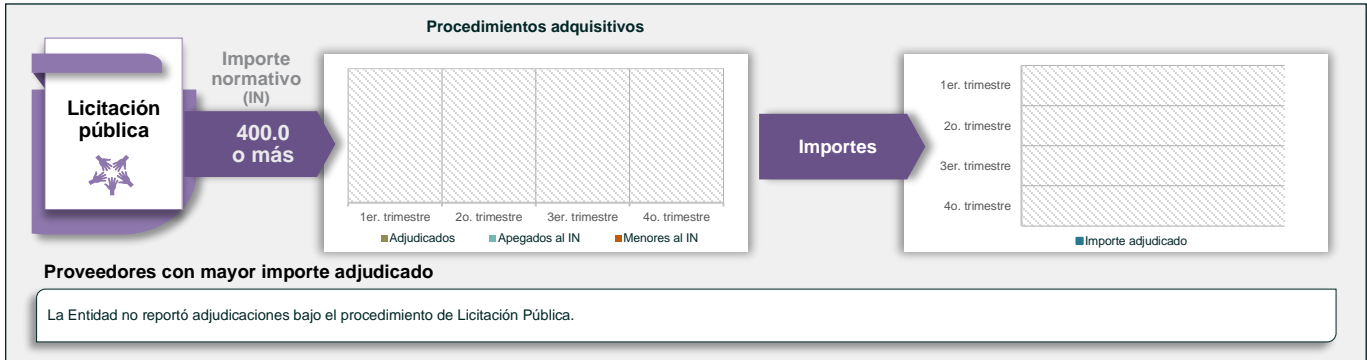 Procedimientos adquisitivos
Licitación
pública
Importe
normativo
(IN)
400.0
o más
1er. trimestre
2o. trimestre
3er. trimestre
4o. trimestre
Adjudicados
Apegados al IN
Menores al IN
Importes
1er. trimestre
2o. trimestre
3er. trimestre
4o. trimestre
Importe adjudicado
Proveedores con mayor importe adjudicado
La Entidad no reportó adjudicaciones bajo el procedimiento de Licitación Pública.